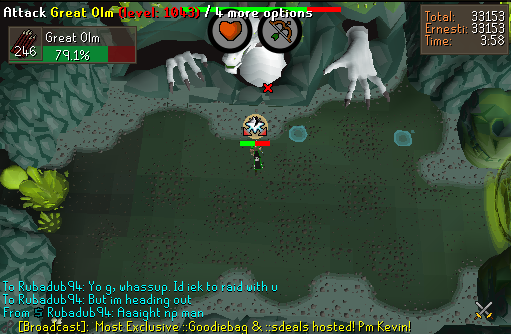 Attack Great Olm (level: 1043) / 4 more options
Great Olm
246
79.1%
Total: 33153
Ernesti: 33153
Time: 3:58
To Rubadub94: Yo g, whassup. Id iek to raid with u
To Rubadub94: But im heading out
From S Rubadub94: Aaaight np man
[Broadcast]: Most Exclusive ::Goodiebag & ::sdeals hosted! Pm Kevin!